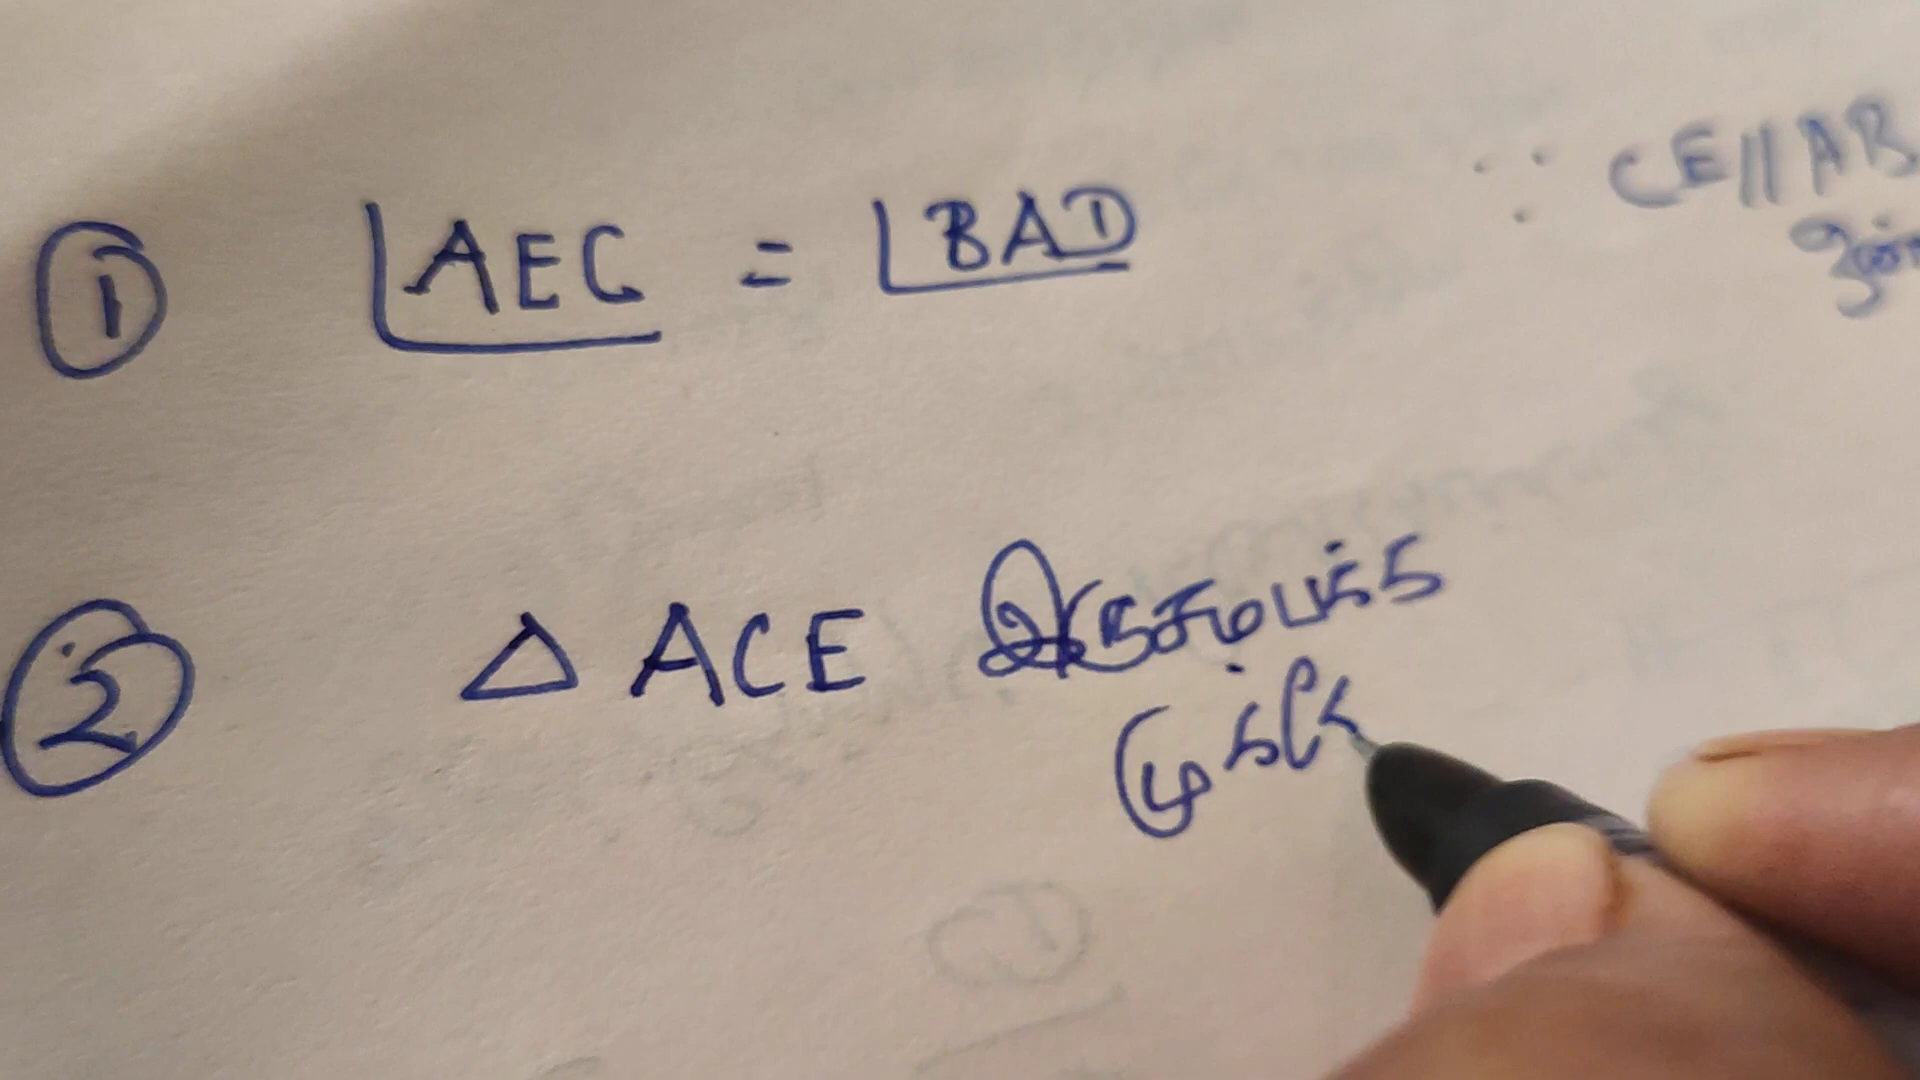 ① ∠AEC = ∠BAD ∵ CE∥AB
② △ ACE இருசமபக்க